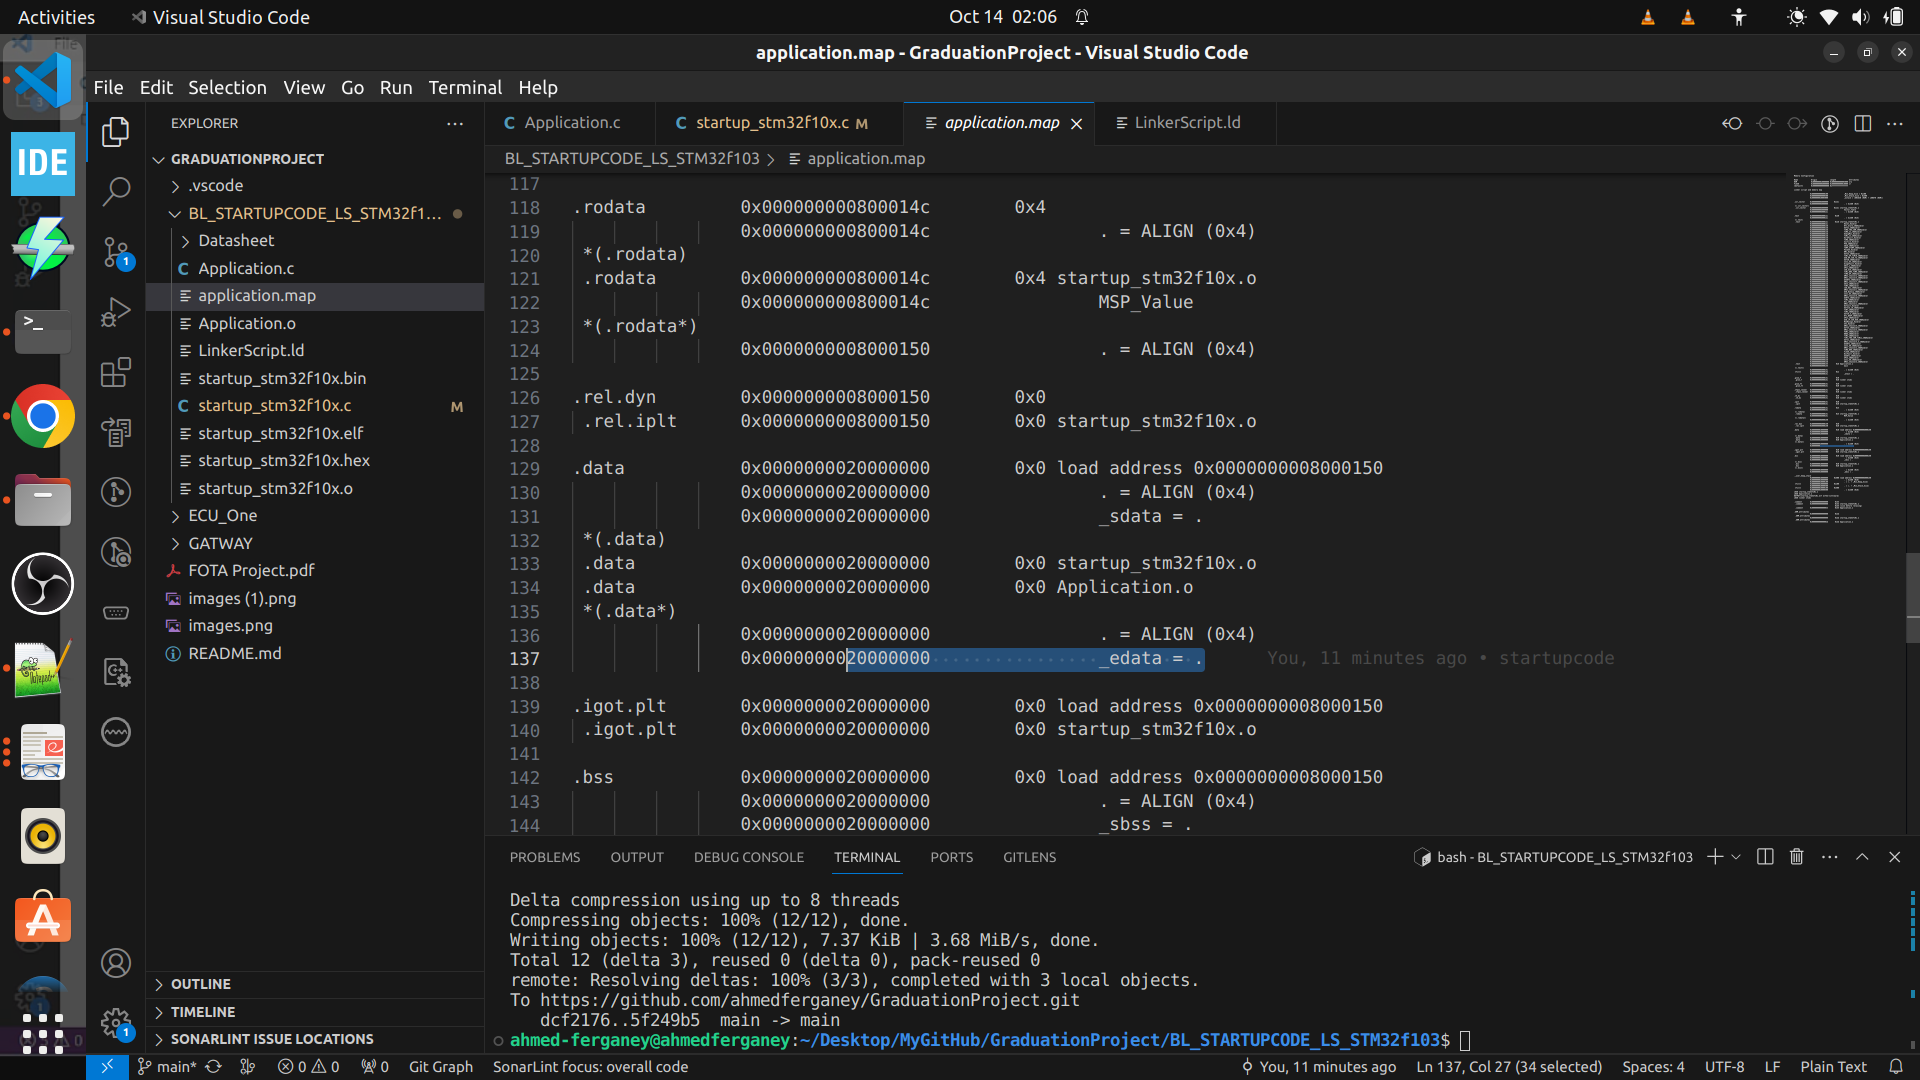 Activities
Visual Studio Code
Oct 14 02:06
application.map - GraduationProject - Visual Studio Code
File Edit Selection View Go Run Terminal Help
IDE
EXPLORER
GRADUATIONPROJECT
.vscode
BL_STARTUPCODE_LS_STM32f1...
Datasheet
Application.c
application.map
Application.o
LinkerScript.ld
startup_stm32f10x.bin
startup_stm32f10x.c M
startup_stm32f10x.elf
startup_stm32f10x.hex
startup_stm32f10x.o
ECU_One
GATWAY
FOTA Project.pdf
images (1).png
images.png
README.md
OUTLINE
TIMELINE
SONARLINT ISSUE LOCATIONS
Application.c
startup_stm32f10x.c M
application.map
LinkerScript.ld
BL_STARTUPCODE_LS_STM32f103 > application.map
117
118 .rodata 0x000000000800014c 0x4
119 0x000000000800014c . = ALIGN (0x4)
120 *(.rodata)
121 .rodata 0x000000000800014c 0x4 startup_stm32f10x.o
122 0x000000000800014c MSP_Value
123 *(.rodata*)
124 0x0000000008000150 . = ALIGN (0x4)
125
126 .rel.dyn 0x0000000008000150 0x0
127 .rel.iplt 0x0000000008000150 0x0 startup_stm32f10x.o
128
129 .data 0x0000000020000000 0x0 load address 0x0000000008000150
130 0x0000000020000000 . = ALIGN (0x4)
131 0x0000000020000000 _sdata = .
132 *(.data)
133 .data 0x0000000020000000 0x0 startup_stm32f10x.o
134 .data 0x0000000020000000 0x0 Application.o
135 *(.data*)
136 0x0000000020000000 . = ALIGN (0x4)
137 0x0000000020000000 _edata = . You, 11 minutes ago • startupcode
138
139 .igot.plt 0x0000000020000000 0x0 load address 0x0000000008000150
140 .igot.plt 0x0000000020000000 0x0 startup_stm32f10x.o
141
142 .bss 0x0000000020000000 0x0 load address 0x0000000008000150
143 0x0000000020000000 . = ALIGN (0x4)
144 0x0000000020000000 _sbss = .
PROBLEMS OUTPUT DEBUG CONSOLE TERMINAL PORTS GITLENS
bash - BL_STARTUPCODE_LS_STM32f103
Delta compression using up to 8 threads
Compressing objects: 100% (12/12), done.
Writing objects: 100% (12/12), 7.37 KiB | 3.68 MiB/s, done.
Total 12 (delta 3), reused 0 (delta 0), pack-reused 0
remote: Resolving deltas: 100% (3/3), completed with 3 local objects.
To https://github.com/ahmedferganey/GraduationProject.git
dcf2176..5f249b5 main -> main
ahmed-ferganey@ahmedferganey:~/Desktop/MyGitHub/GraduationProject/BL_STARTUPCODE_LS_STM32f103$
main* 0 0 0 Git Graph SonarLint focus: overall code
You, 11 minutes ago Ln 137, Col 27 (34 selected) Spaces: 4 UTF-8 LF Plain Text